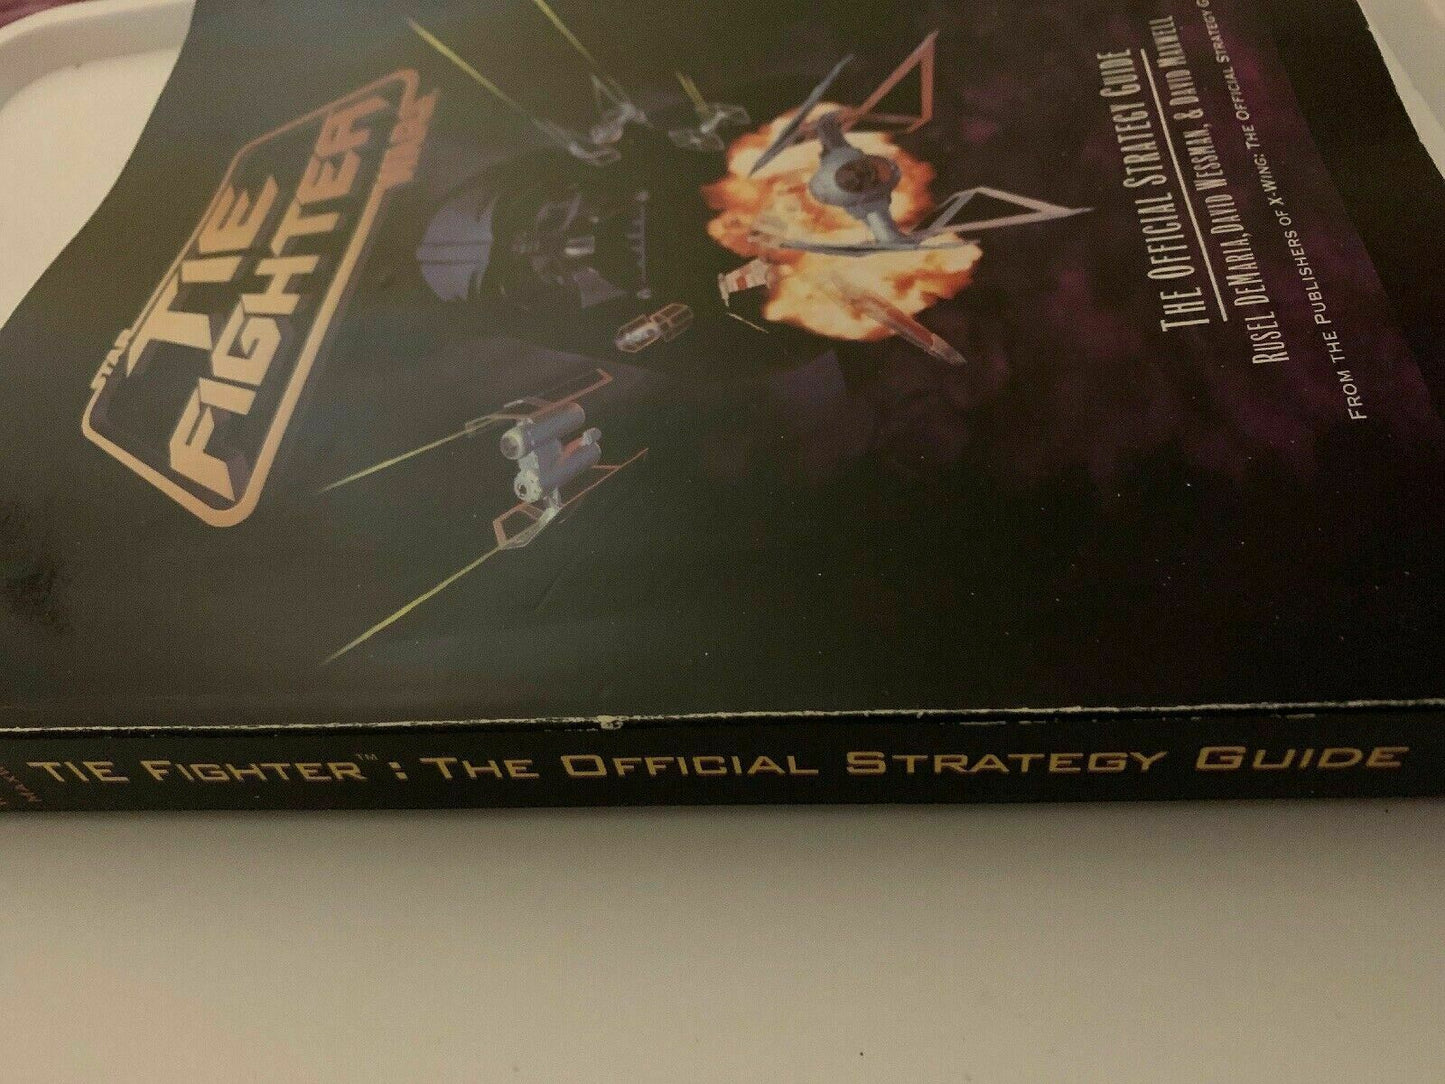 STAR
TIE
FIGHTER
WARS
THE OFFICIAL STRATEGY GUIDE
RUSEL DEMARIA, DAVID WESSMAN, & DAVID MAXWELL
FROM THE PUBLISHERS OF X-WING: THE OFFICIAL STRATEGY G
TIE FIGHTER™: THE OFFICIAL STRATEGY GUIDE